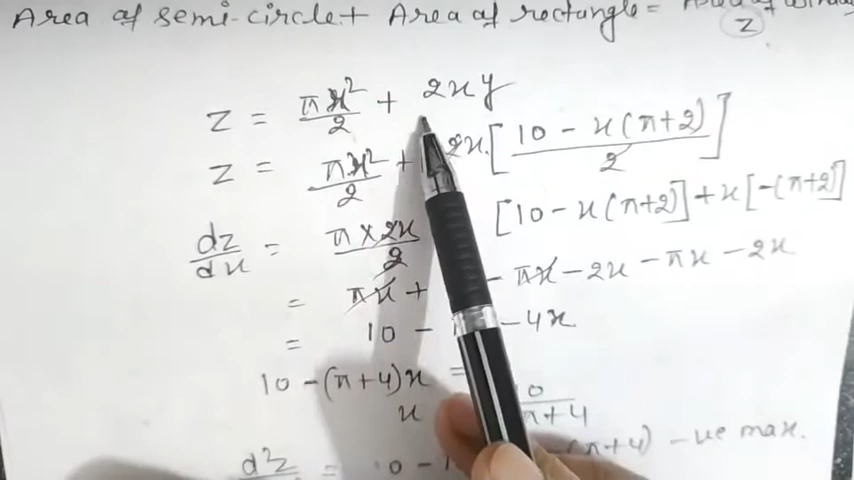 Area of semi-circle + Area of rectangle = Area of
z
z = πx²/2 + 2xy
z = πx²/2 + 2x.[10 - x(π+2)/2]
dz/dx = π×2x/2 [10 - x(π+2)] + x[-(π+2)]
= πx + - πx - 2x - πx - 2x
= 10 - - 4x
10 - (π+4)x =
x 0/π+4
d²z = 0 - (π+4) -ve max.